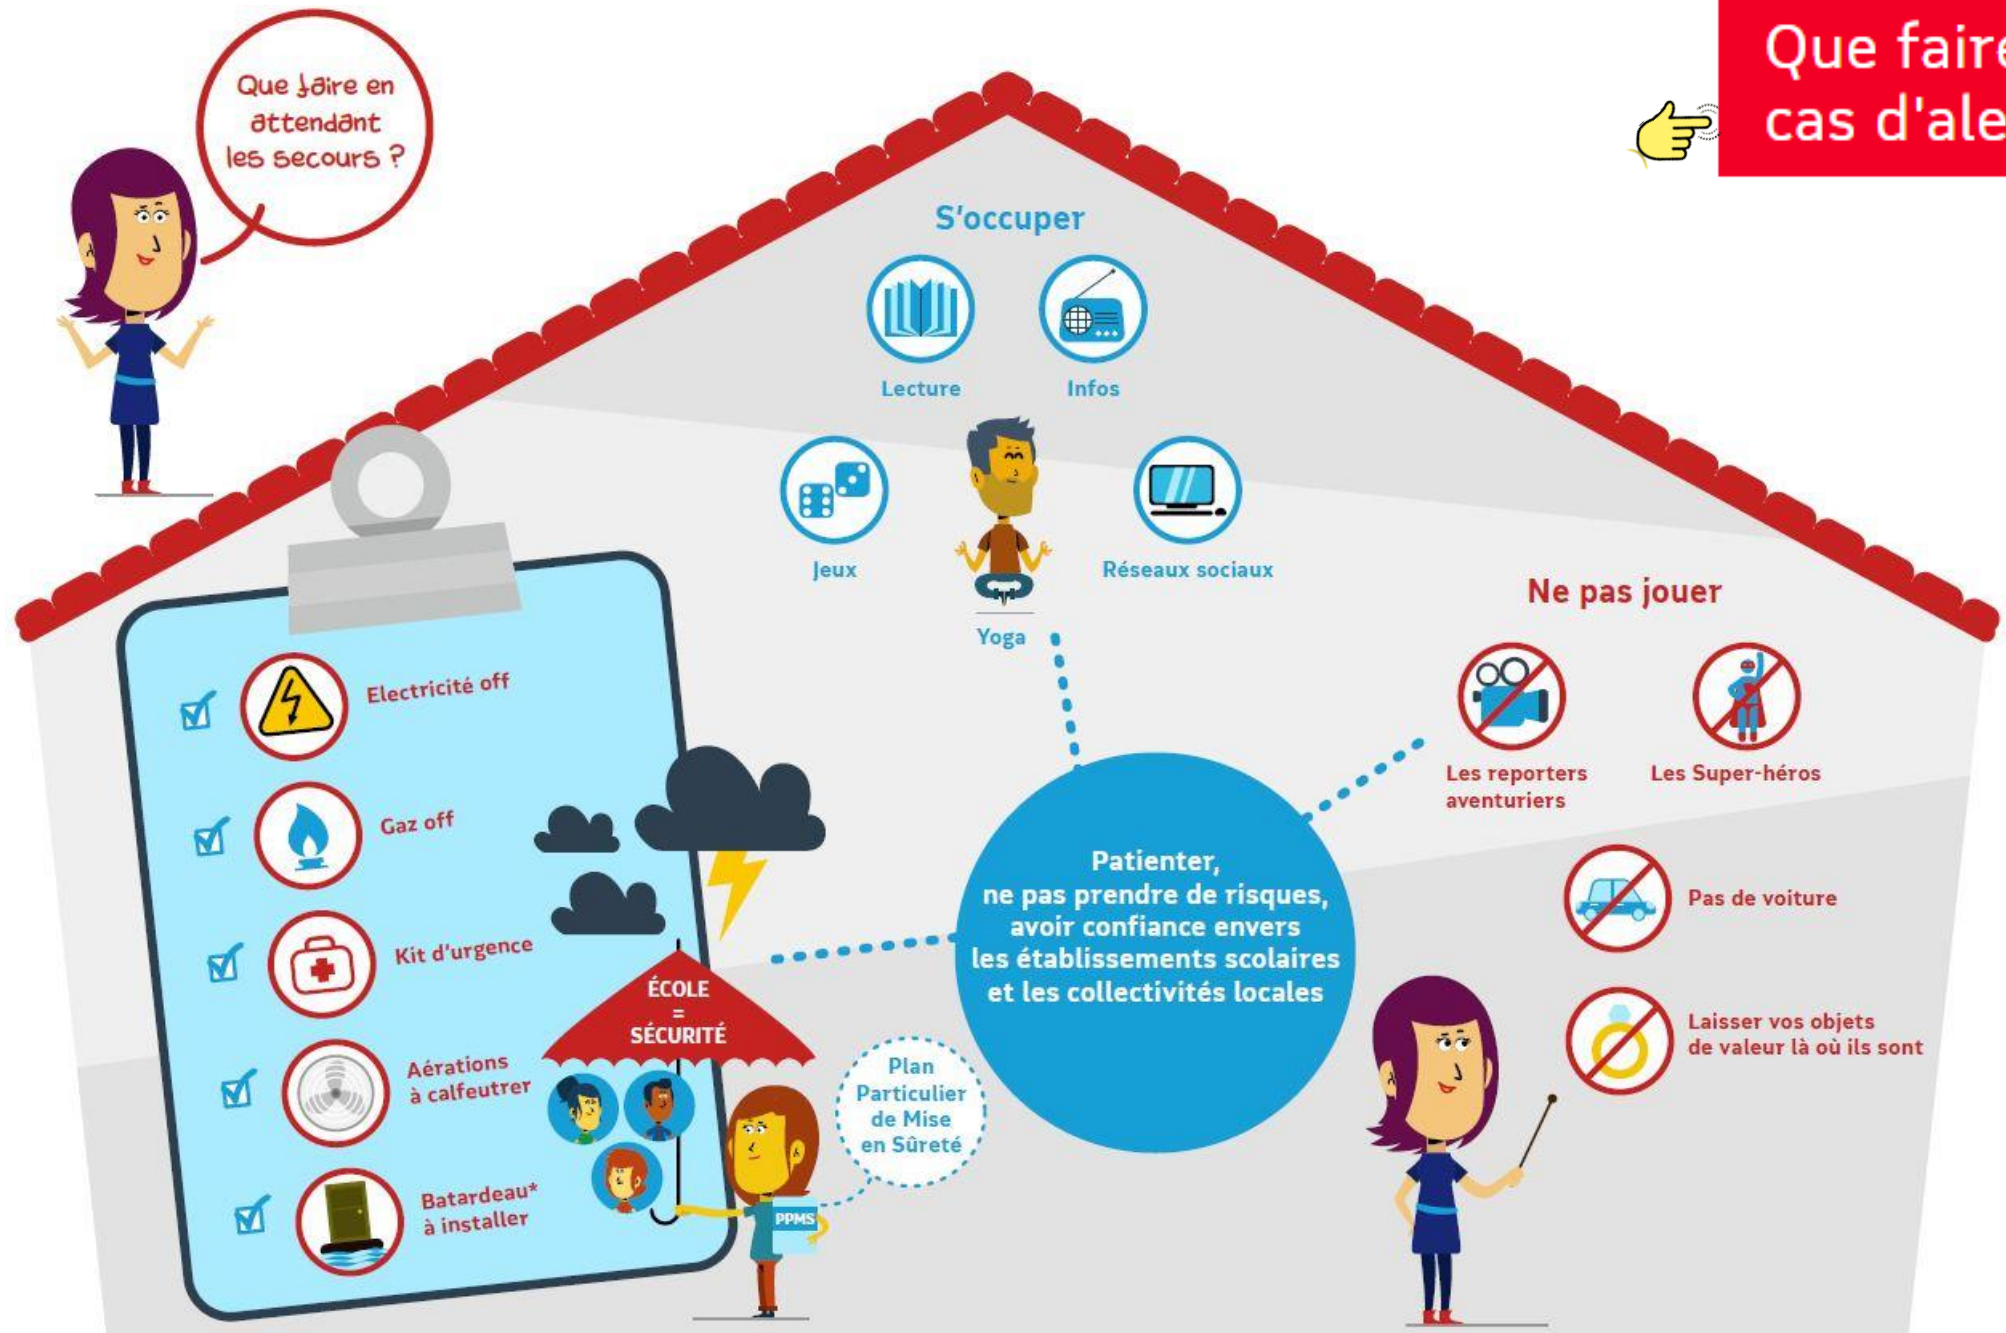 Que faire en
attendant
les secours ?
Que faire
cas d'ale
S'occuper
Lecture
Infos
Jeux
Réseaux sociaux
Yoga
Ne pas jouer
Les reporters
aventuriers
Les Super-héros
Pas de voiture
Laisser vos objets
de valeur là où ils sont
Electricité off
Gaz off
Kit d'urgence
Aérations
à calfeutrer
Batardeau*
à installer
ÉCOLE
=
SÉCURITÉ
Plan
Particulier
de Mise
en Sûreté
PPMS
Patienter,
ne pas prendre de risques,
avoir confiance envers
les établissements scolaires
et les collectivités locales